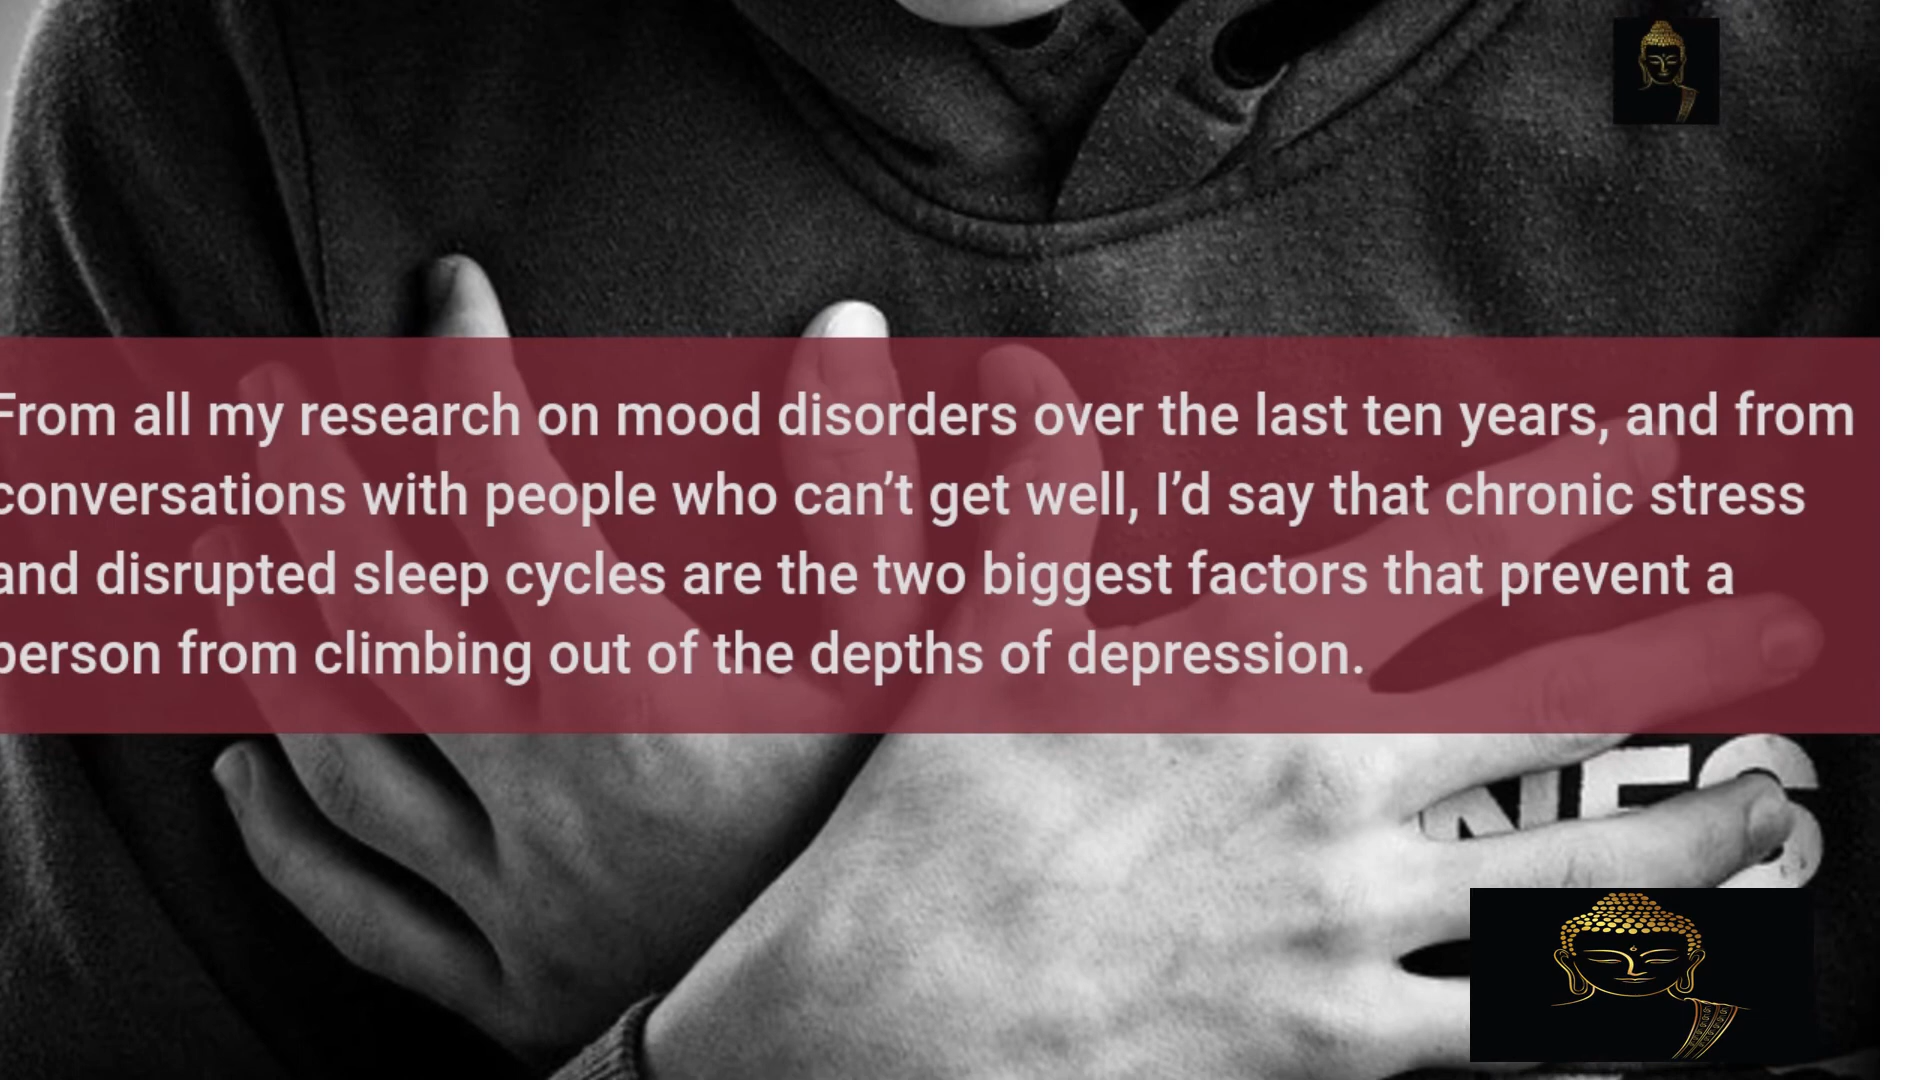 From all my research on mood disorders over the last ten years, and from
conversations with people who can’t get well, I’d say that chronic stress
and disrupted sleep cycles are the two biggest factors that prevent a
person from climbing out of the depths of depression.
NES